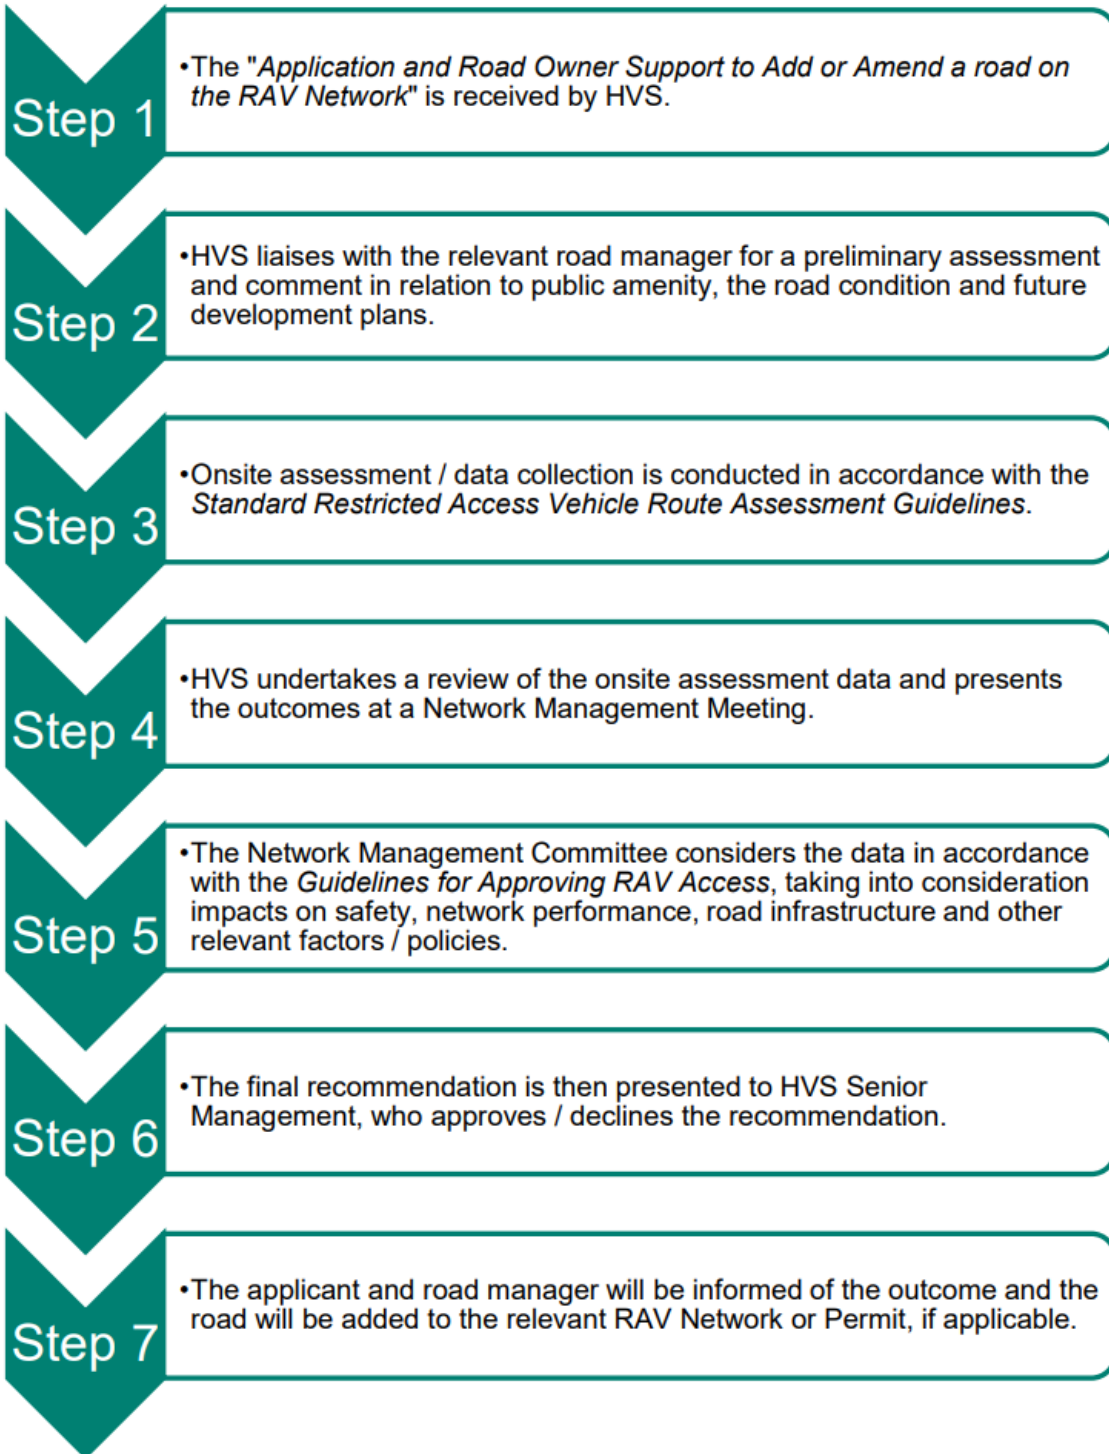 Step 1
•The "Application and Road Owner Support to Add or Amend a road on
the RAV Network" is received by HVS.
Step 2
•HVS liaises with the relevant road manager for a preliminary assessment
and comment in relation to public amenity, the road condition and future
development plans.
Step 3
•Onsite assessment / data collection is conducted in accordance with the
Standard Restricted Access Vehicle Route Assessment Guidelines.
Step 4
•HVS undertakes a review of the onsite assessment data and presents
the outcomes at a Network Management Meeting.
Step 5
•The Network Management Committee considers the data in accordance
with the Guidelines for Approving RAV Access, taking into consideration
impacts on safety, network performance, road infrastructure and other
relevant factors / policies.
Step 6
•The final recommendation is then presented to HVS Senior
Management, who approves / declines the recommendation.
Step 7
•The applicant and road manager will be informed of the outcome and the
road will be added to the relevant RAV Network or Permit, if applicable.